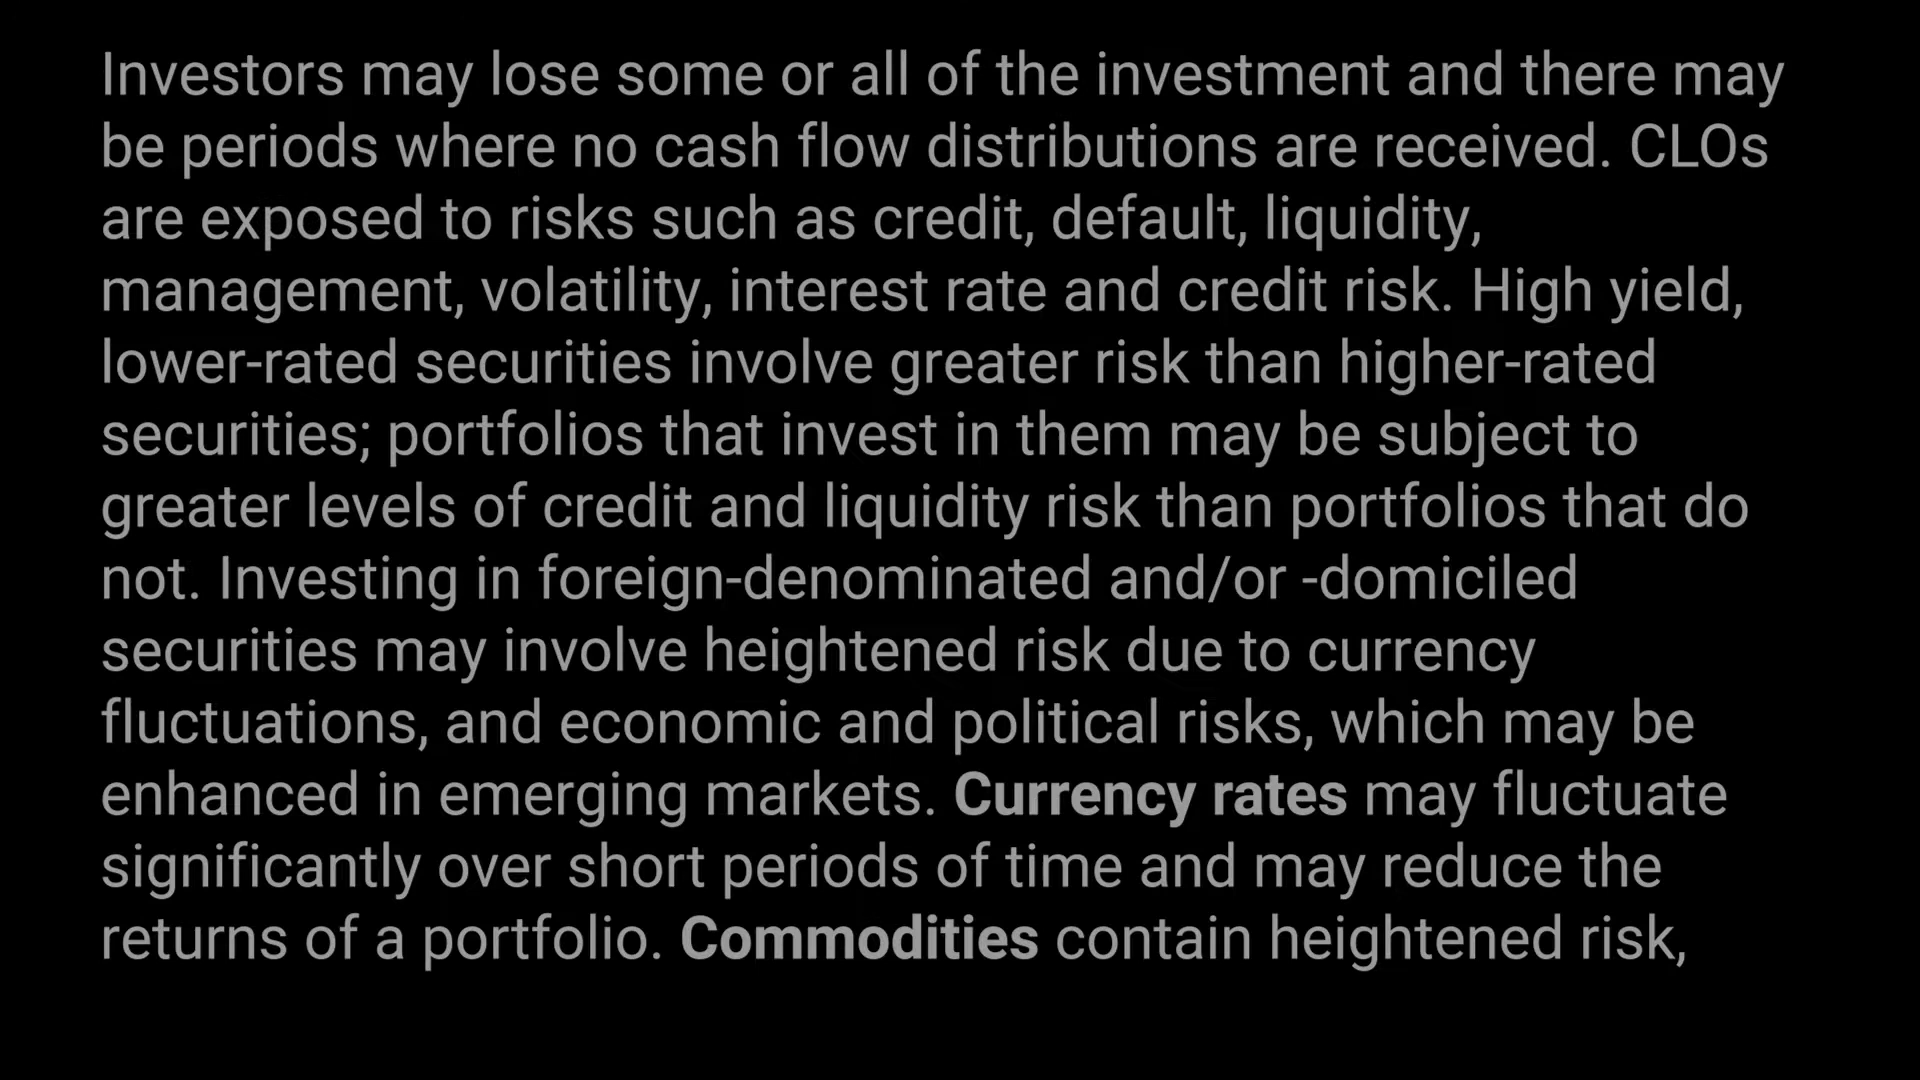 Investors may lose some or all of the investment and there may
be periods where no cash flow distributions are received. CLOs
are exposed to risks such as credit, default, liquidity,
management, volatility, interest rate and credit risk. High yield,
lower-rated securities involve greater risk than higher-rated
securities; portfolios that invest in them may be subject to
greater levels of credit and liquidity risk than portfolios that do
not. Investing in foreign-denominated and/or -domiciled
securities may involve heightened risk due to currency
fluctuations, and economic and political risks, which may be
enhanced in emerging markets. Currency rates may fluctuate
significantly over short periods of time and may reduce the
returns of a portfolio. Commodities contain heightened risk,